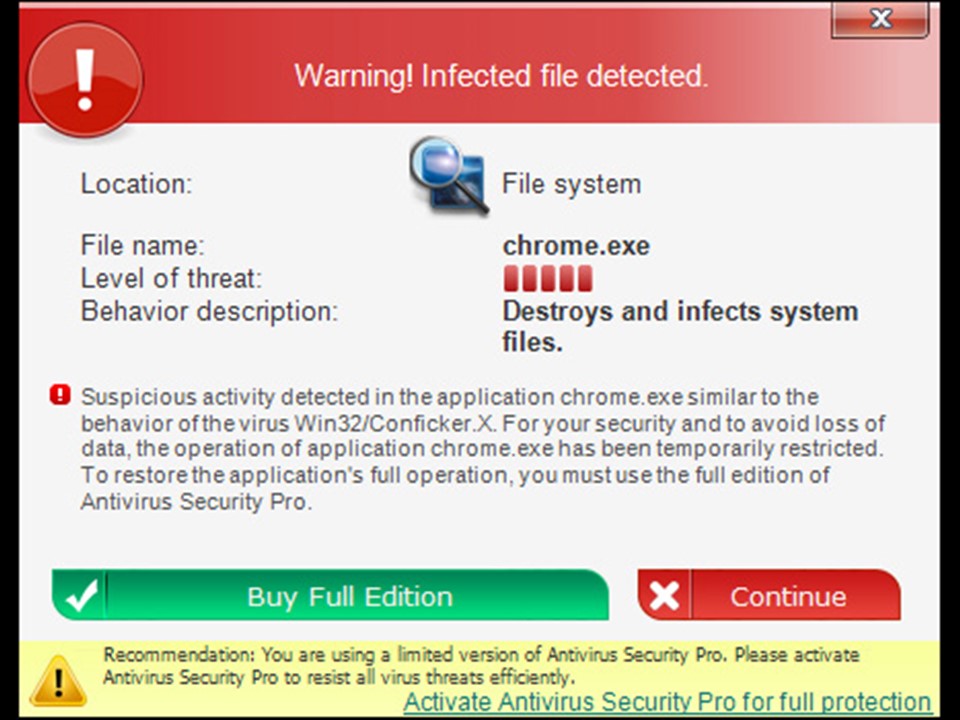 Warning! Infected file detected.
Location: File system
File name: chrome.exe
Level of threat:
Behavior description: Destroys and infects system
files.
Suspicious activity detected in the application chrome.exe similar to the
behavior of the virus Win32/Conficker.X. For your security and to avoid loss of
data, the operation of application chrome.exe has been temporarily restricted.
To restore the application's full operation, you must use the full edition of
Antivirus Security Pro.
Buy Full Edition
Continue
Recommendation: You are using a limited version of Antivirus Security Pro. Please activate
Antivirus Security Pro to resist all virus threats efficiently.
Activate Antivirus Security Pro for full protection